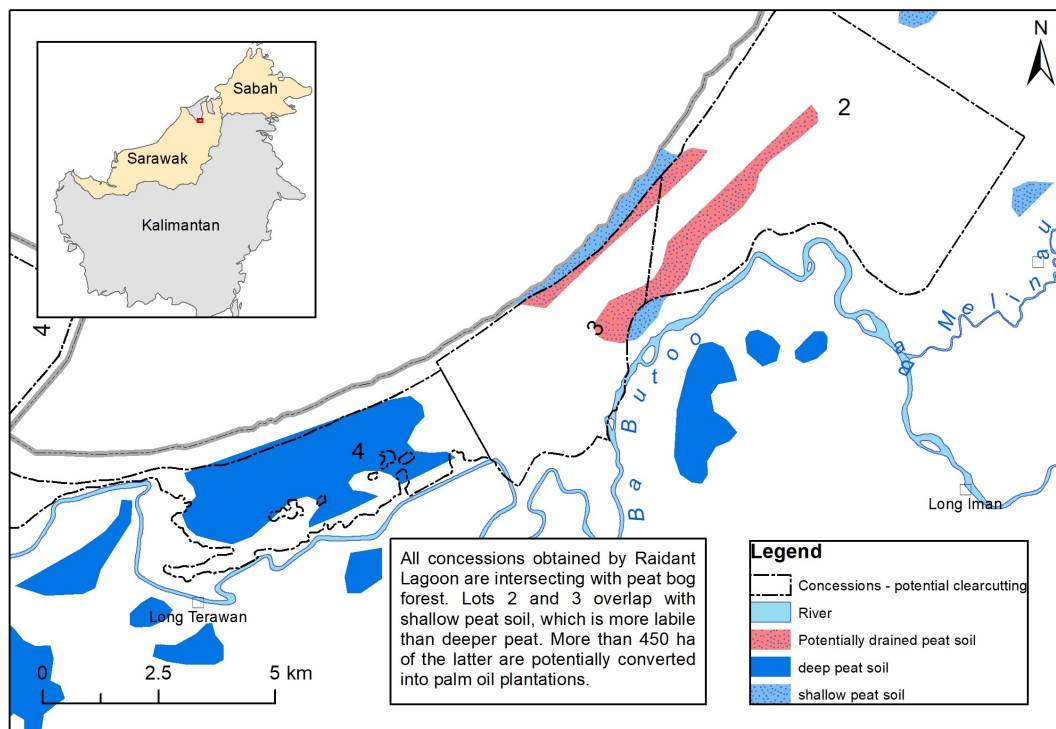 N
Sabah
Sarawak
Kalimantan
2
3
4
4
Ba Butoo
Ba Melinau
Long Iman
Long Terawan
0 2.5 5 km
All concessions obtained by Raidant
Lagoon are intersecting with peat bog
forest. Lots 2 and 3 overlap with
shallow peat soil, which is more labile
than deeper peat. More than 450 ha
of the latter are potentially converted
into palm oil plantations.
Legend
Concessions - potential clearcutting
River
Potentially drained peat soil
deep peat soil
shallow peat soil